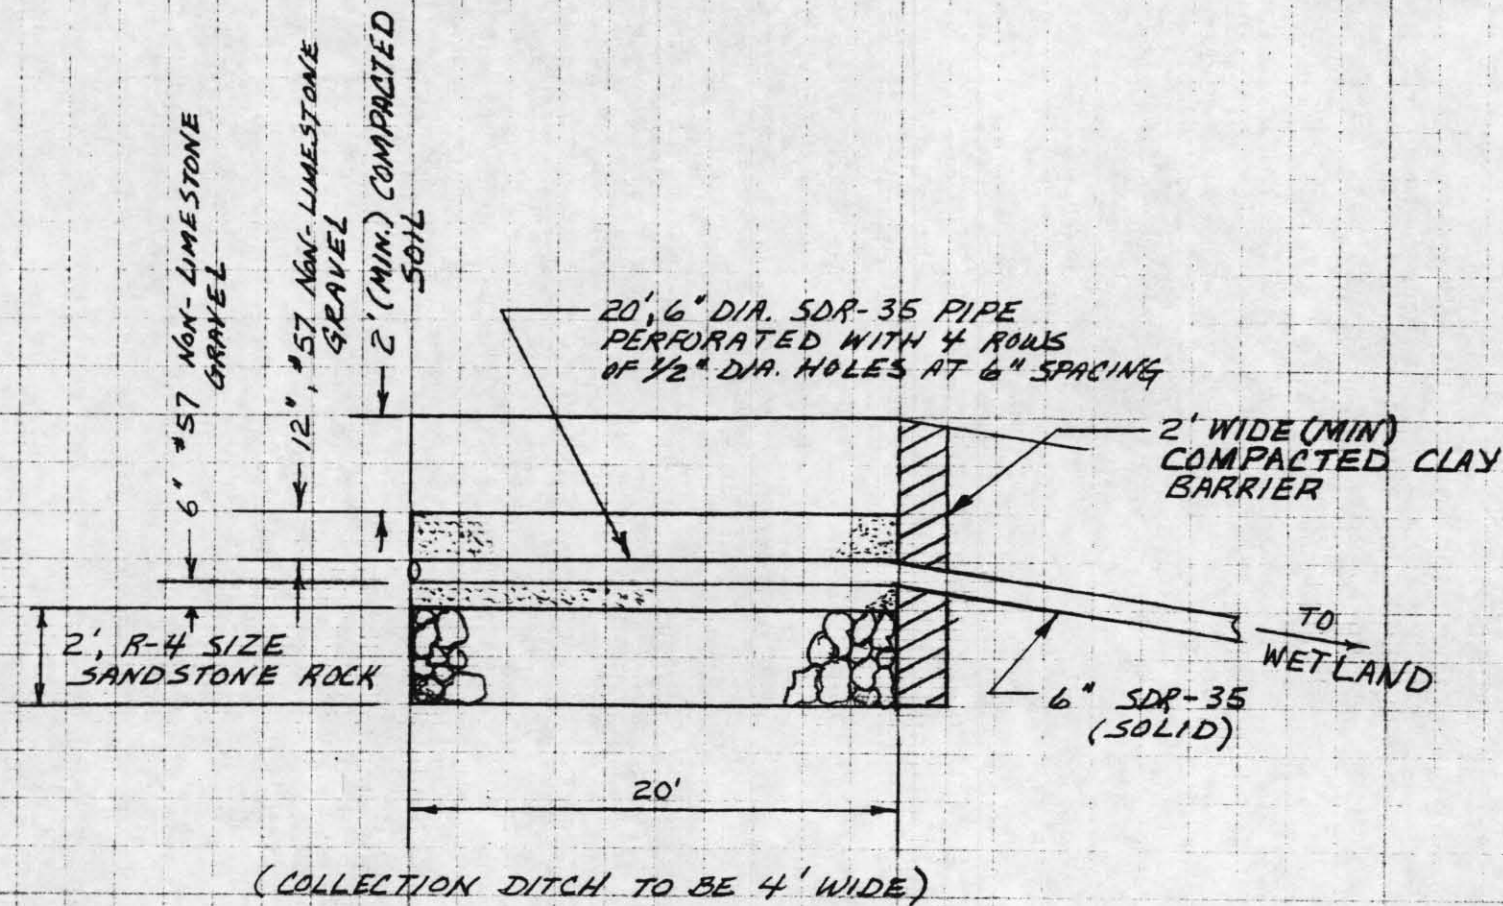 6" #57 NON-LIMESTONE
GRAVEL
12", #57 NON-LIMESTONE
GRAVEL
2' (MIN.) COMPACTED
SOIL
20', 6" DIA. SDR-35 PIPE
PERFORATED WITH 4 ROWS
OF 1/2" DIA. HOLES AT 6" SPACING
2' WIDE (MIN)
COMPACTED CLAY
BARRIER
2', R-4 SIZE
SANDSTONE ROCK
TO
WETLAND
6" SDR-35
(SOLID)
20'
(COLLECTION DITCH TO BE 4' WIDE)